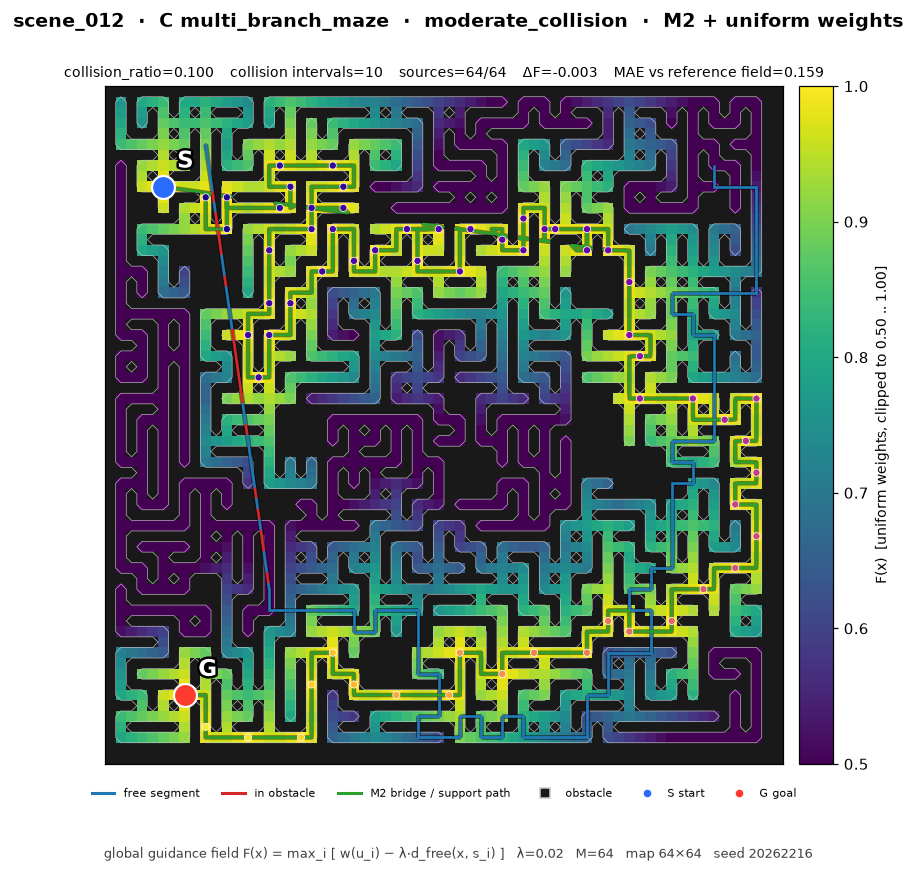 scene_012 · C multi_branch_maze · moderate_collision · M2 + uniform weights
collision_ratio=0.100 collision intervals=10 sources=64/64 ΔF=-0.003 MAE vs reference field=0.159
S
G
1.0
0.9
0.8
0.7
0.6
0.5
F(x) [uniform weights, clipped to 0.50 .. 1.00]
free segment in obstacle M2 bridge / support path obstacle S start G goal
global guidance field F(x) = max_i [ w(u_i) − λ·d_free(x, s_i) ] λ=0.02 M=64 map 64×64 seed 20262216